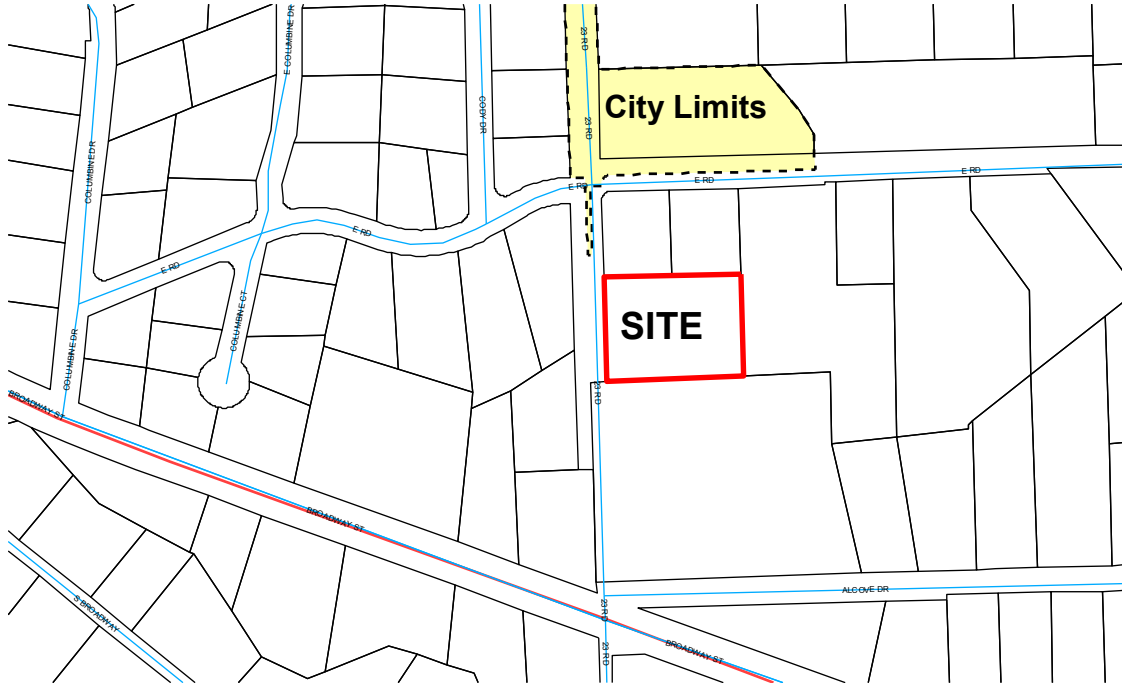 23 RD
E COLUMBINE DR
CODY DR
City Limits
23 RD
COLUMBINE DR
E RD
E RD
E RD
E RD
E RD
COLUMBINE CT
SITE
COLUMBINE DR
23 RD
BROADWAY ST
BROADWAY ST
ALCOVE DR
S BROADWAY
23 RD
23 RD
BROADWAY ST